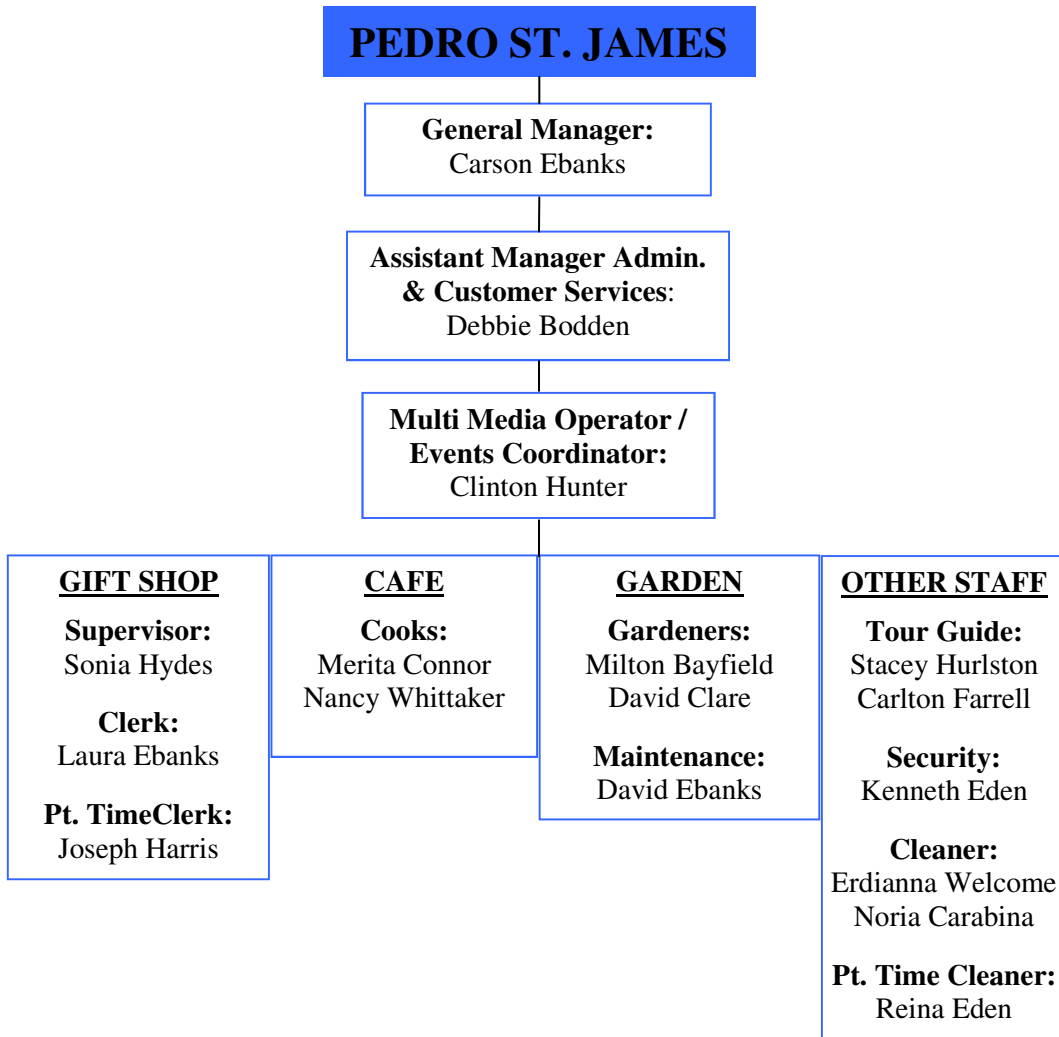 PEDRO ST. JAMES
General Manager:
Carson Ebanks
Assistant Manager Admin.
& Customer Services:
Debbie Bodden
Multi Media Operator /
Events Coordinator:
Clinton Hunter
GIFT SHOP
Supervisor:
Sonia Hydes
Clerk:
Laura Ebanks
Pt. TimeClerk:
Joseph Harris
CAFE
Cooks:
Merita Connor
Nancy Whittaker
GARDEN
Gardeners:
Milton Bayfield
David Clare
Maintenance:
David Ebanks
OTHER STAFF
Tour Guide:
Stacey Hurlston
Carlton Farrell
Security:
Kenneth Eden
Cleaner:
Erdianna Welcome
Noria Carabina
Pt. Time Cleaner:
Reina Eden